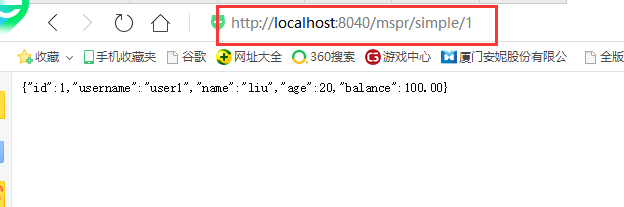 http://localhost:8040/mspr/simple/1
收藏 手机收藏夹 谷歌 网址大全 360搜索 游戏中心 厦门安妮股份有限公司 全国
{"id":1,"username":"user1","name":"liu","age":20,"balance":100.00}